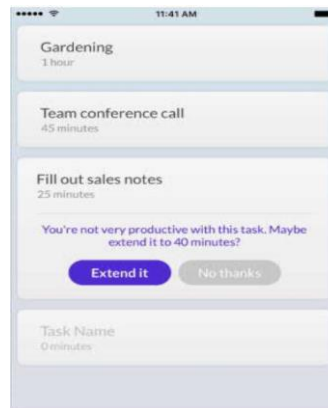 11:41 AM
Gardening
1 hour
Team conference call
45 minutes
Fill out sales notes
25 minutes
You're not very productive with this task. Maybe
extend it to 40 minutes?
Extend it
No thanks
Task Name
0 minutes